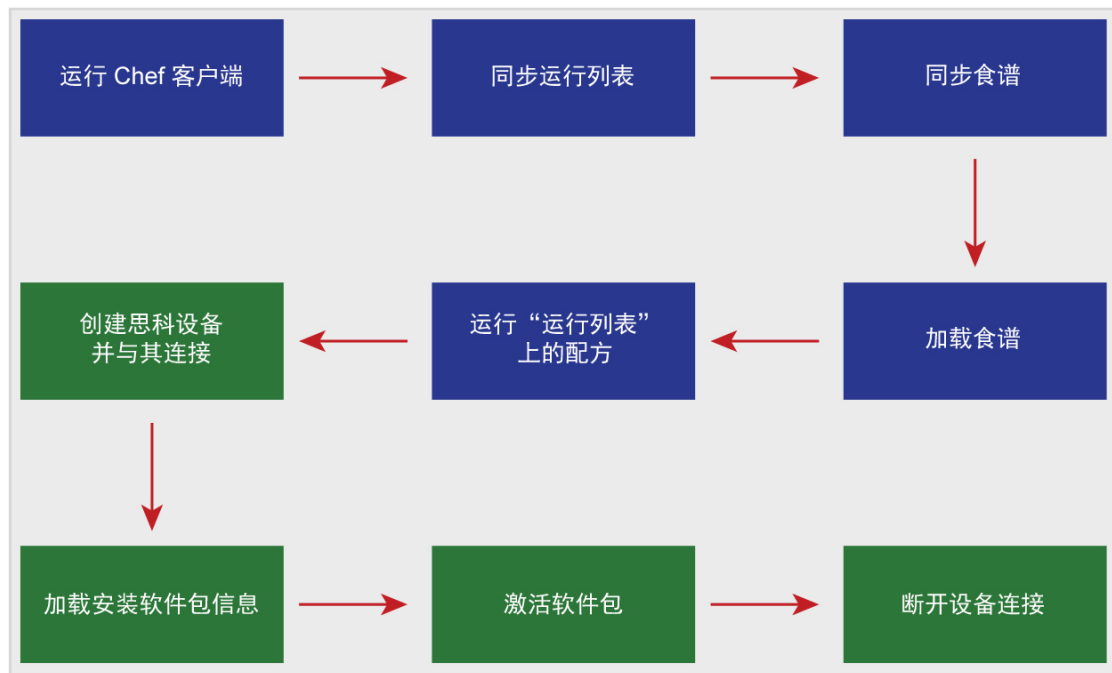 运行 Chef 客户端
同步运行列表
同步食谱
加载食谱
运行“运行列表”
上的配方
创建思科设备
并与其连接
加载安装软件包信息
激活软件包
断开设备连接